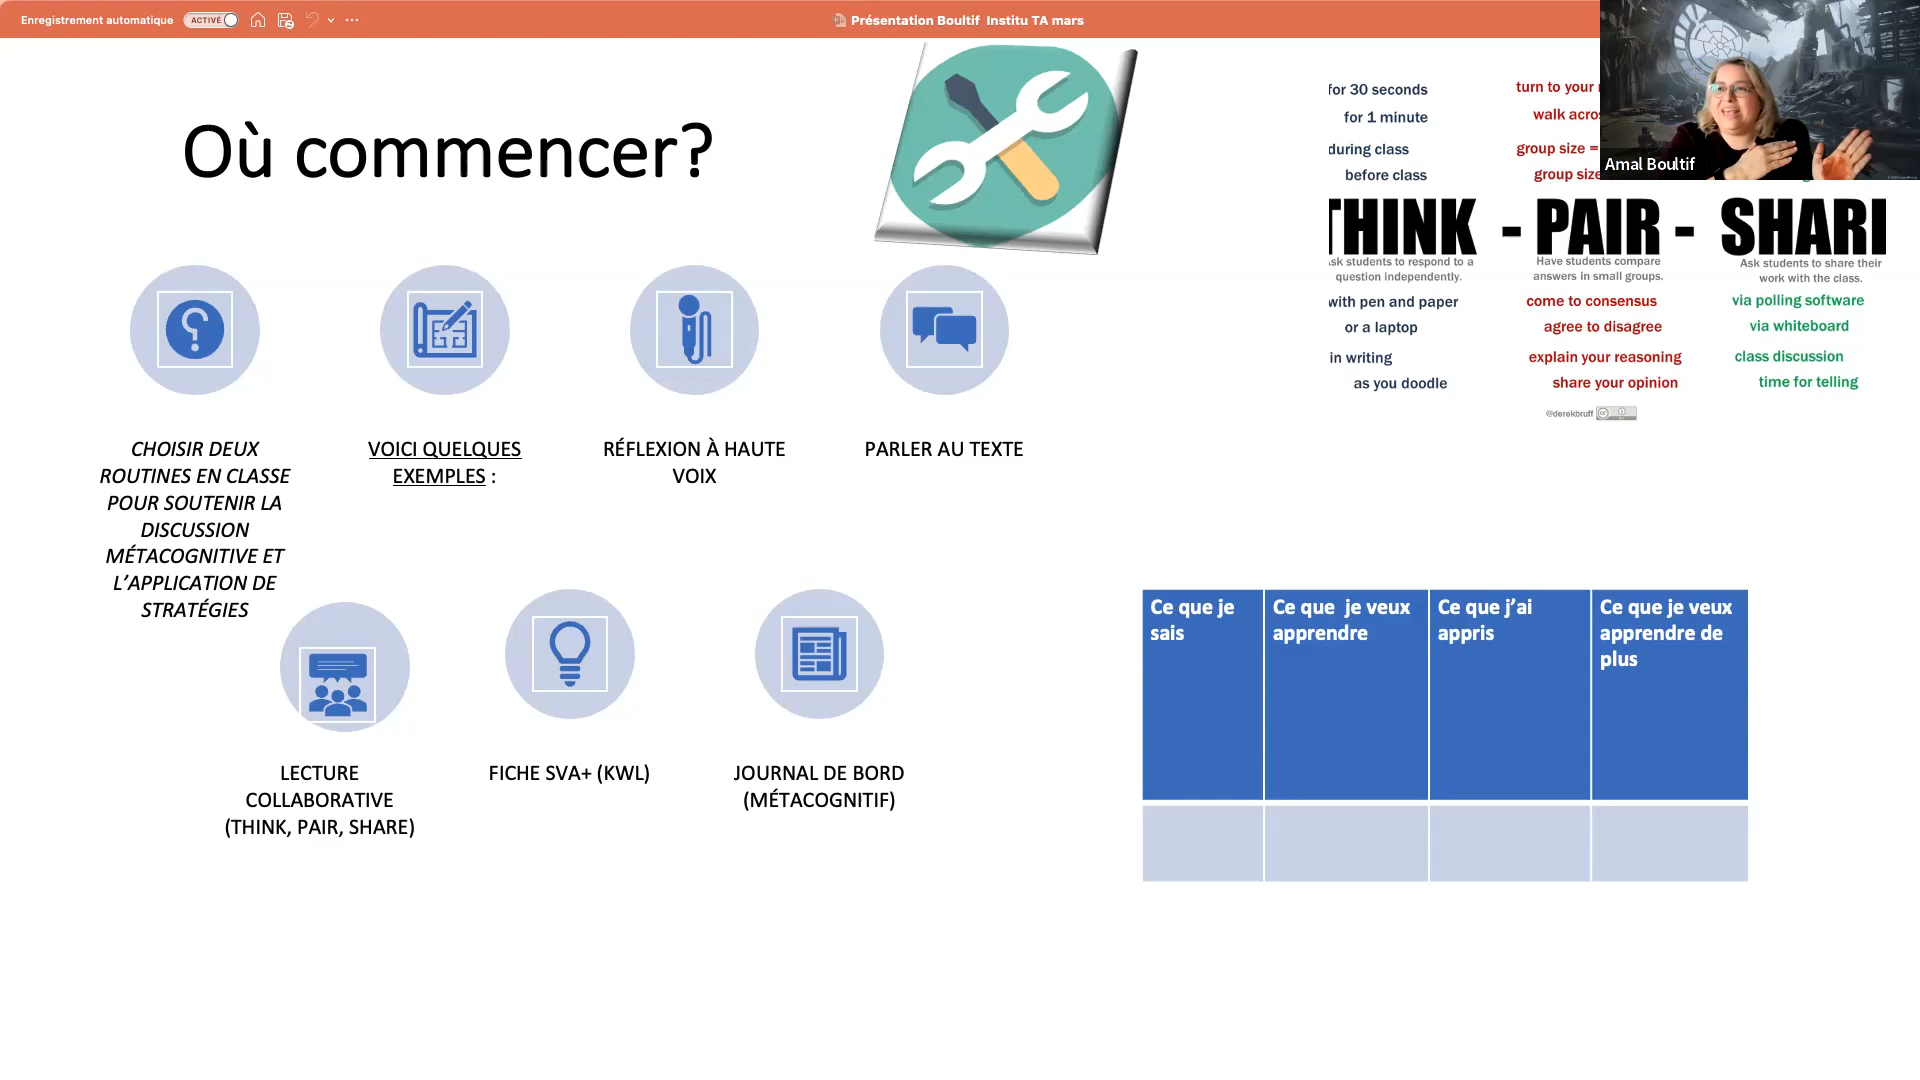 Enregistrement automatique
ACTIVÉ
Présentation Boultif Institu TA mars
Où commencer?
for 30 seconds
for 1 minute
during class
before class
turn to your
walk
group size =
group size
Amal Boultif
THINK - PAIR - SHARE
ask students to respond to a
question independently.
Have students compare
answers in small groups.
Ask students to share their
work with the class.
with pen and paper
or a laptop
in writing
as you doodle
come to consensus
agree to disagree
explain your reasoning
share your opinion
via polling software
via whiteboard
class discussion
time for telling
@derekbruff
CHOISIR DEUX
ROUTINES EN CLASSE
POUR SOUTENIR LA
DISCUSSION
MÉTACOGNITIVE ET
L’APPLICATION DE
STRATÉGIES
VOICI QUELQUES
EXEMPLES :
RÉFLEXION À HAUTE
VOIX
PARLER AU TEXTE
LECTURE
COLLABORATIVE
(THINK, PAIR, SHARE)
FICHE SVA+ (KWL)
JOURNAL DE BORD
(MÉTACOGNITIF)
Ce que je
sais
Ce que je veux
apprendre
Ce que j’ai
appris
Ce que je veux
apprendre de
plus